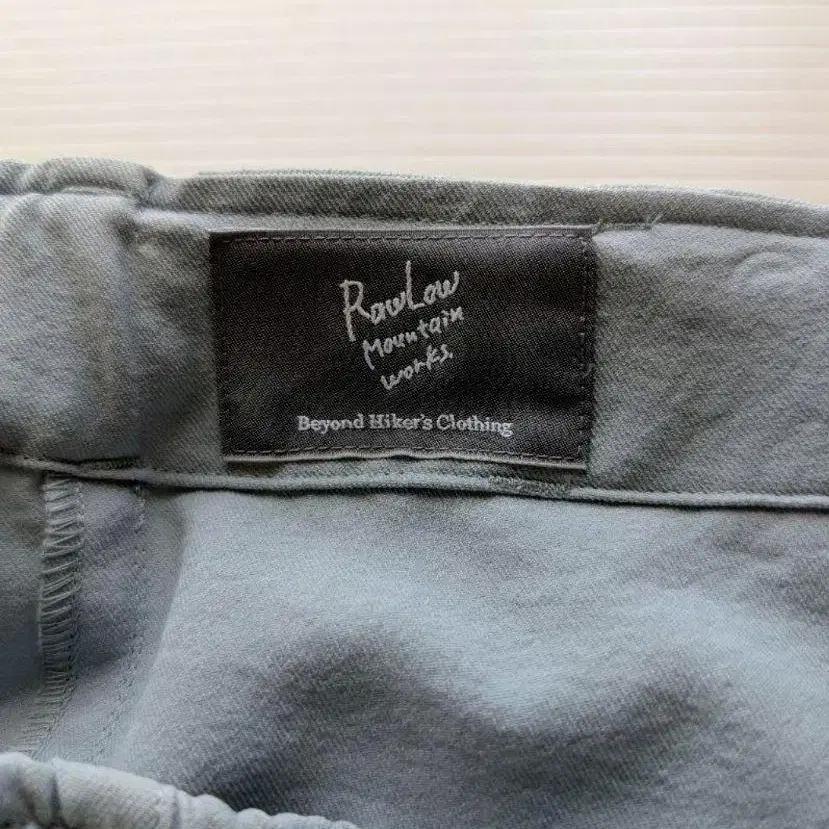 RawLow
Mountain
works.
Beyond Hiker's Clothing